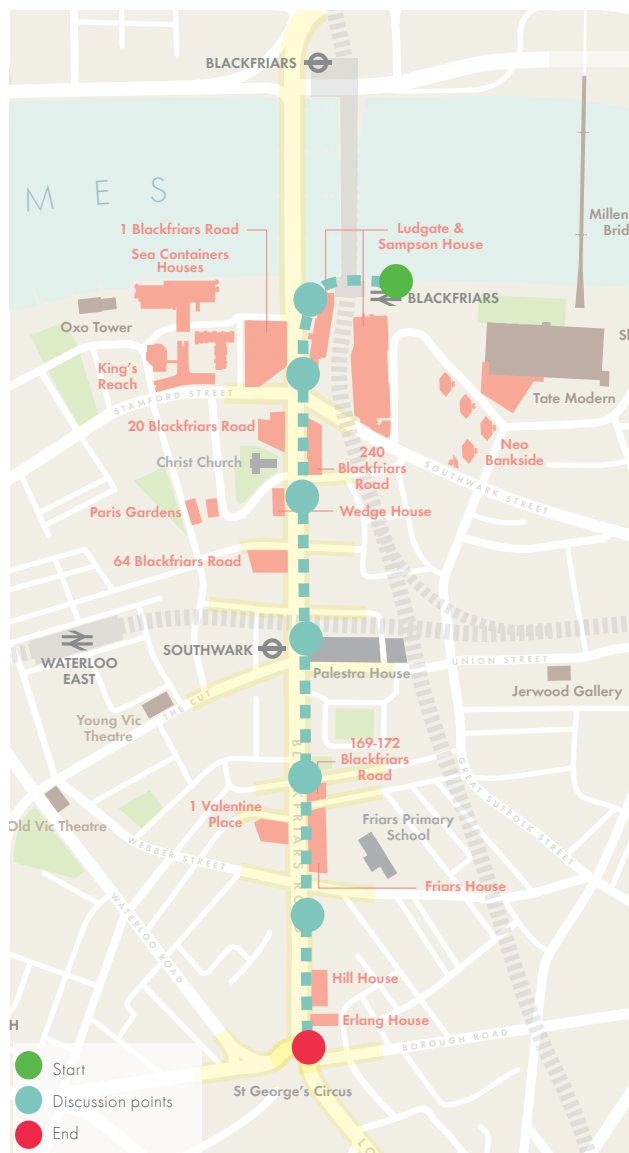 BLACKFRIARS
M E S
Millen
Brid
1 Blackfriars Road
Ludgate &
Sampson House
Sea Containers
Houses
BLACKFRIARS
Oxo Tower
King's
Reach
Tate Modern
STAMFORD STREET
20 Blackfriars Road
Christ Church
240
Blackfriars
Road
Neo
Bankside
SOUTHWARK STREET
Paris Gardens
Wedge House
64 Blackfriars Road
SOUTHWARK
WATERLOO
EAST
Palestra House
UNION STREET
Jerwood Gallery
THE CUT
Young Vic
Theatre
169-172
Blackfriars
Road
BLACKFRIARS ROAD
GREAT SUFFOLK STREET
1 Valentine
Place
Friars Primary
School
Old Vic Theatre
WEBBER STREET
Friars House
WATERLOO ROAD
Hill House
Erlang House
H
BOROUGH ROAD
St George's Circus
Start
Discussion points
End
LO